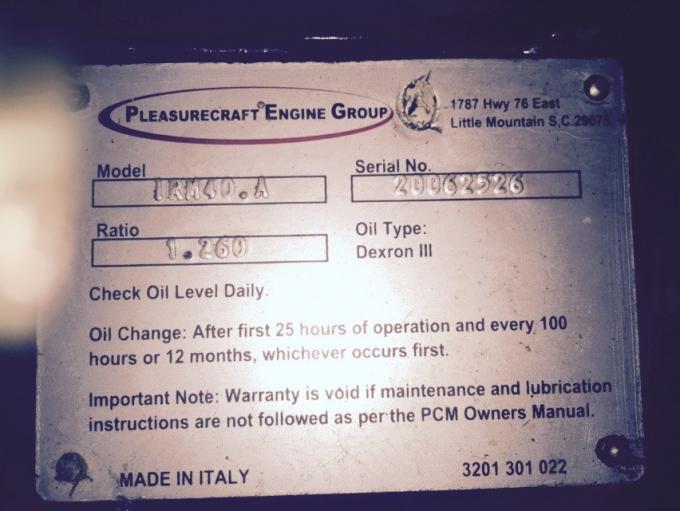 PLEASURECRAFT® ENGINE GROUP
A
1787 Hwy 76 East
Little Mountain S,C.29075
Model
IRM40.A
Serial No.
20062526
Ratio
1.260
Oil Type:
Dexron III
Check Oil Level Daily.
Oil Change: After first 25 hours of operation and every 100
hours or 12 months, whichever occurs first.
Important Note: Warranty is void if maintenance and lubrication
instructions are not followed as per the PCM Owners Manual.
MADE IN ITALY
3201 301 022